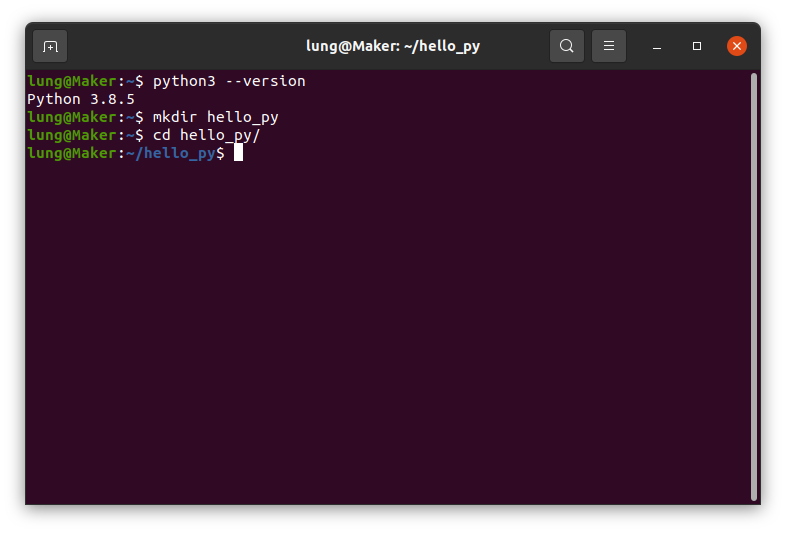 lung@Maker: ~/hello_py
lung@Maker:~$ python3 --version
Python 3.8.5
lung@Maker:~$ mkdir hello_py
lung@Maker:~$ cd hello_py/
lung@Maker:~/hello_py$